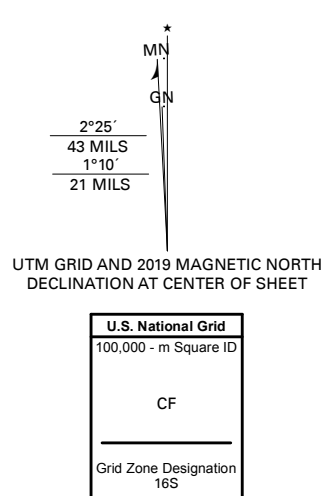 MN
GN
2°25´
43 MILS
1°10´
21 MILS
UTM GRID AND 2019 MAGNETIC NORTH
DECLINATION AT CENTER OF SHEET
U.S. National Grid
100,000 - m Square ID
CF
Grid Zone Designation
16S